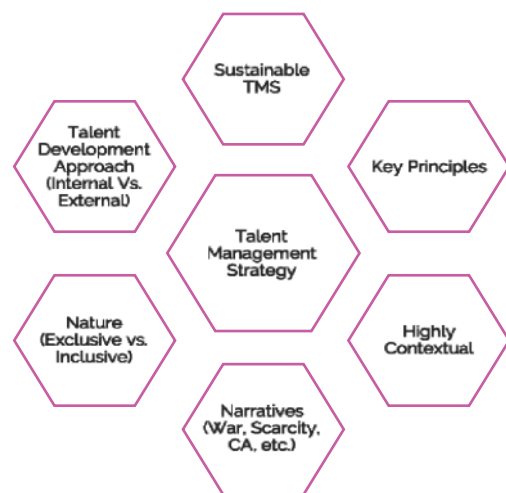 Sustainable
TMS
Talent
Development
Approach
(Internal Vs.
External)
Key Principles
Talent
Management
Strategy
Nature
(Exclusive vs.
Inclusive)
Highly
Contextual
Narratives
(War, Scarcity,
CA, etc.)